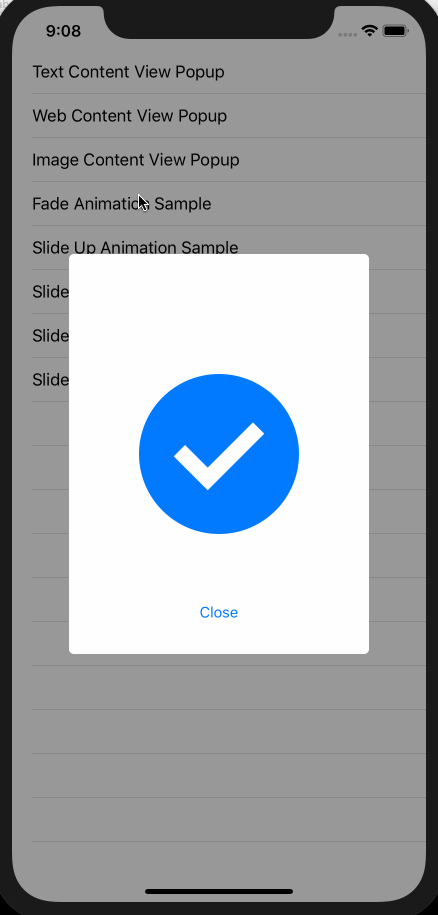 9:08
Text Content View Popup
Web Content View Popup
Image Content View Popup
Fade Animation Sample
Slide Up Animation Sample
Slide
Slide
Slide
Close